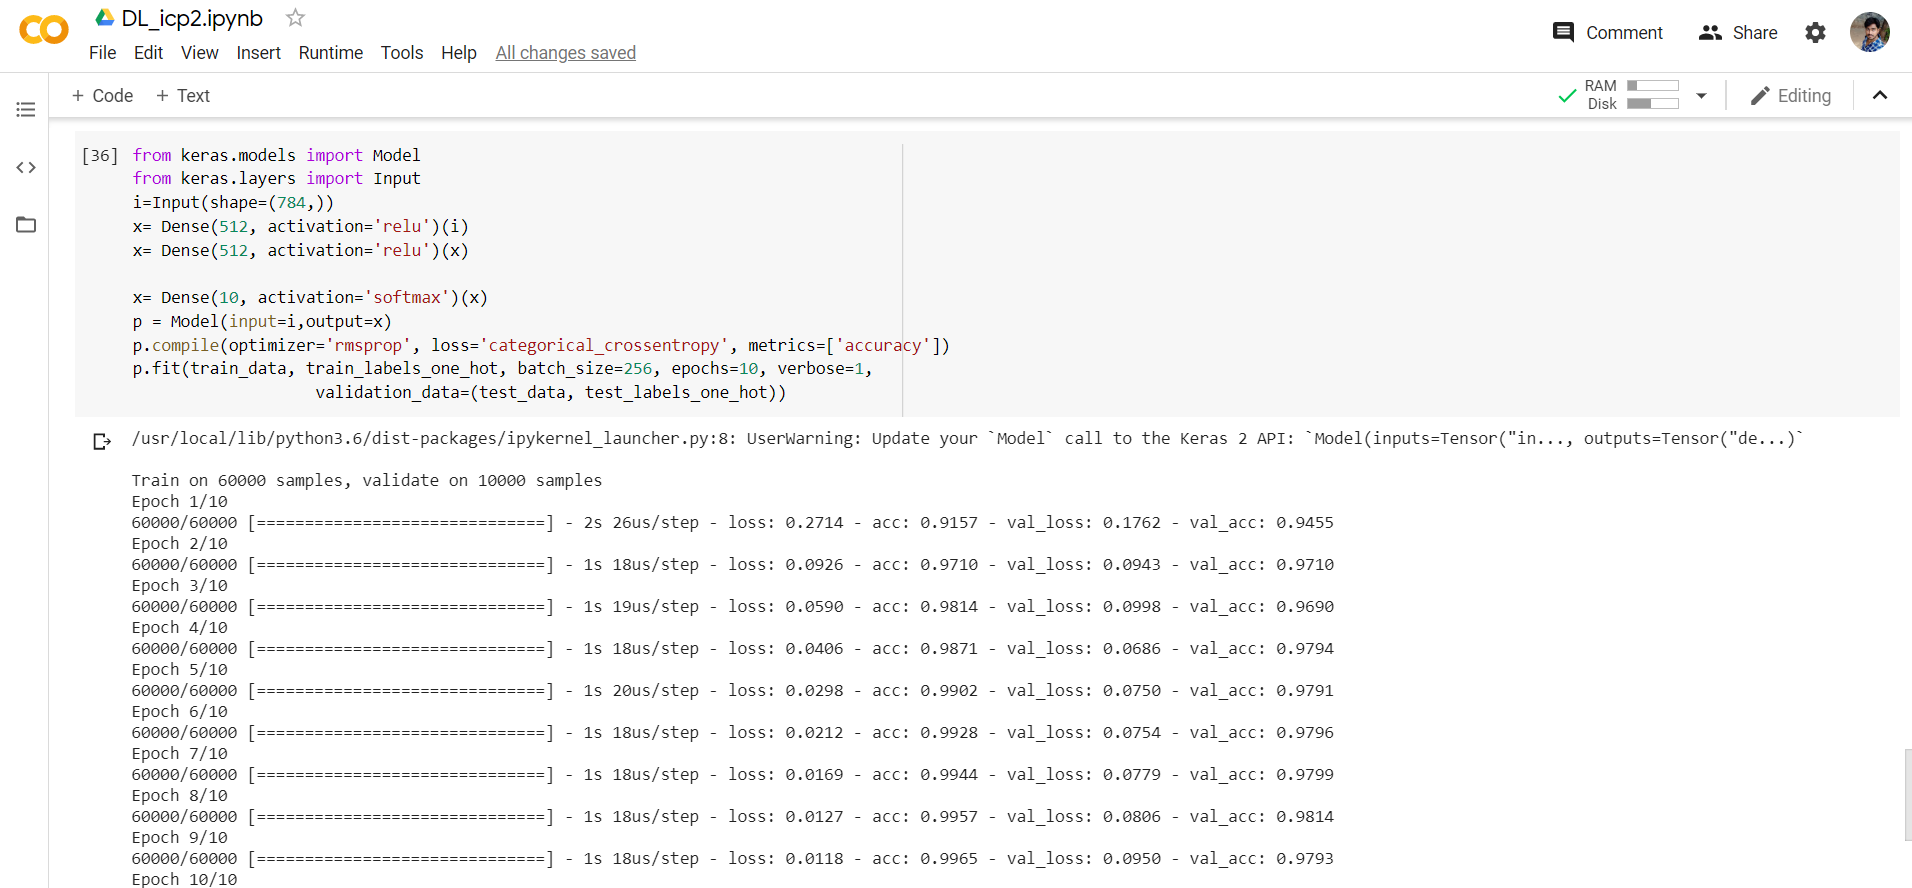 DL_icp2.ipynb
File Edit View Insert Runtime Tools Help All changes saved
Comment Share
+ Code + Text
RAM
Disk
Editing
[36] from keras.models import Model
from keras.layers import Input
i=Input(shape=(784,))
x= Dense(512, activation='relu')(i)
x= Dense(512, activation='relu')(x)
x= Dense(10, activation='softmax')(x)
p = Model(input=i,output=x)
p.compile(optimizer='rmsprop', loss='categorical_crossentropy', metrics=['accuracy'])
p.fit(train_data, train_labels_one_hot, batch_size=256, epochs=10, verbose=1,
validation_data=(test_data, test_labels_one_hot))
/usr/local/lib/python3.6/dist-packages/ipykernel_launcher.py:8: UserWarning: Update your `Model` call to the Keras 2 API: `Model(inputs=Tensor("in..., outputs=Tensor("de...)`
Train on 60000 samples, validate on 10000 samples
Epoch 1/10
60000/60000 [==============================] - 2s 26us/step - loss: 0.2714 - acc: 0.9157 - val_loss: 0.1762 - val_acc: 0.9455
Epoch 2/10
60000/60000 [==============================] - 1s 18us/step - loss: 0.0926 - acc: 0.9710 - val_loss: 0.0943 - val_acc: 0.9710
Epoch 3/10
60000/60000 [==============================] - 1s 19us/step - loss: 0.0590 - acc: 0.9814 - val_loss: 0.0998 - val_acc: 0.9690
Epoch 4/10
60000/60000 [==============================] - 1s 18us/step - loss: 0.0406 - acc: 0.9871 - val_loss: 0.0686 - val_acc: 0.9794
Epoch 5/10
60000/60000 [==============================] - 1s 20us/step - loss: 0.0298 - acc: 0.9902 - val_loss: 0.0750 - val_acc: 0.9791
Epoch 6/10
60000/60000 [==============================] - 1s 18us/step - loss: 0.0212 - acc: 0.9928 - val_loss: 0.0754 - val_acc: 0.9796
Epoch 7/10
60000/60000 [==============================] - 1s 18us/step - loss: 0.0169 - acc: 0.9944 - val_loss: 0.0779 - val_acc: 0.9799
Epoch 8/10
60000/60000 [==============================] - 1s 18us/step - loss: 0.0127 - acc: 0.9957 - val_loss: 0.0806 - val_acc: 0.9814
Epoch 9/10
60000/60000 [==============================] - 1s 18us/step - loss: 0.0118 - acc: 0.9965 - val_loss: 0.0950 - val_acc: 0.9793
Epoch 10/10